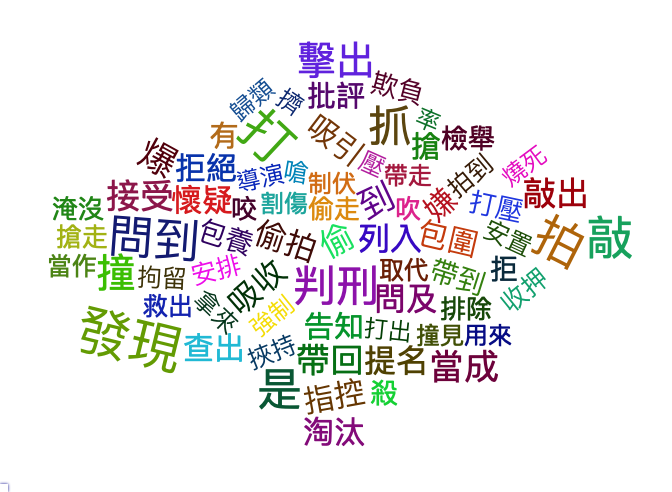 擊出
歸類
擠
批評
欺負
有
打
吸引
抓
率
搶
檢舉
爆
拒絕
導演
嗆
壓
帶走
嫌
拍到
燒死
接受
懷疑
咬
割傷
制伏
偷走
到
吹
打壓
敲出
淹沒
搶走
問到
包養
偷拍
偷
列入
包圍
安置
拍
敲
當作
撞
拘留
安排
吸收
判刑
取代
帶到
拒
收押
救出
拿來
強制
問及
排除
發現
查出
挾持
告知
打出
撞見
用來
帶回
提名
當成
是
指控
殺
淘汰